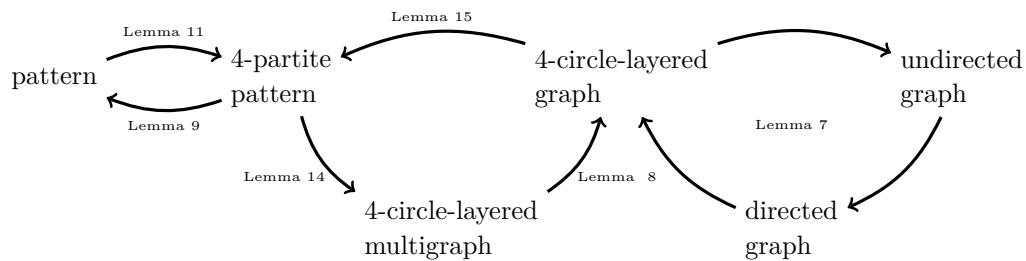 Lemma 11
Lemma 15
pattern
4-partite
pattern
4-circle-layered
graph
undirected
graph
Lemma 9
Lemma 7
Lemma 14
Lemma 8
4-circle-layered
multigraph
directed
graph